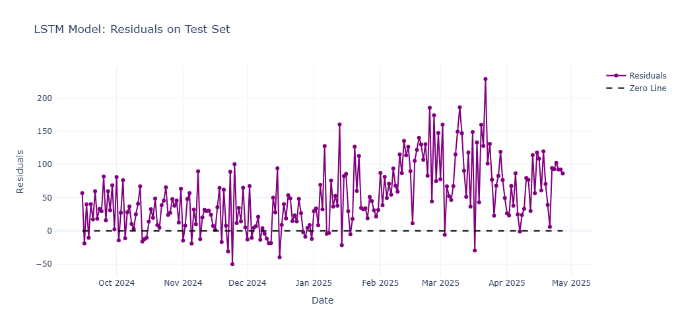 LSTM Model: Residuals on Test Set
Residuals
Zero Line
200
150
100
50
0
−50
Residuals
Oct 2024
Nov 2024
Dec 2024
Jan 2025
Feb 2025
Mar 2025
Apr 2025
May 2025
Date